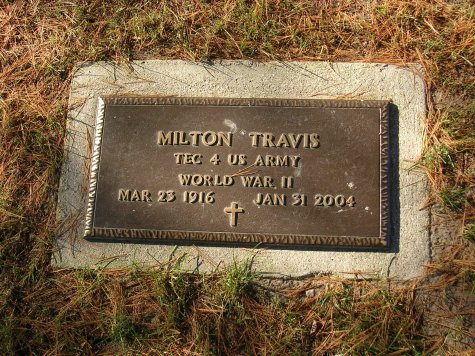 MILTON TRAVIS
TEC 4 US ARMY
WORLD WAR II
MAR 23 1916 JAN 31 2004